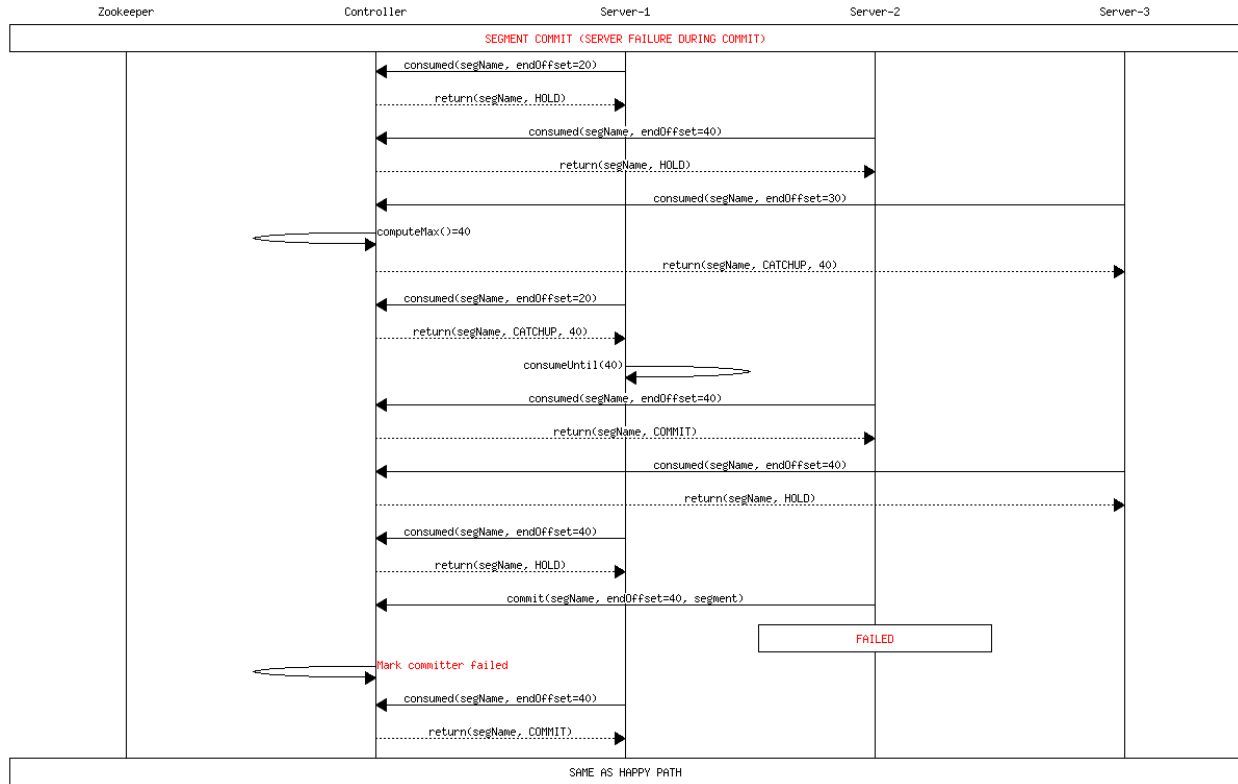 Zookeeper Controller Server-1 Server-2 Server-3
SEGMENT COMMIT (SERVER FAILURE DURING COMMIT)
consumed(segName, endOffset=20)
return(segName, HOLD)
consumed(segName, endOffset=40)
return(segName, HOLD)
consumed(segName, endOffset=30)
computeMax()=40
return(segName, CATCHUP, 40)
consumed(segName, endOffset=20)
return(segName, CATCHUP, 40)
consumeUntil(40)
consumed(segName, endOffset=40)
return(segName, COMMIT)
consumed(segName, endOffset=40)
return(segName, HOLD)
consumed(segName, endOffset=40)
return(segName, HOLD)
commit(segName, endOffset=40, segment)
FAILED
Mark committer failed
consumed(segName, endOffset=40)
return(segName, COMMIT)
SAME AS HAPPY PATH